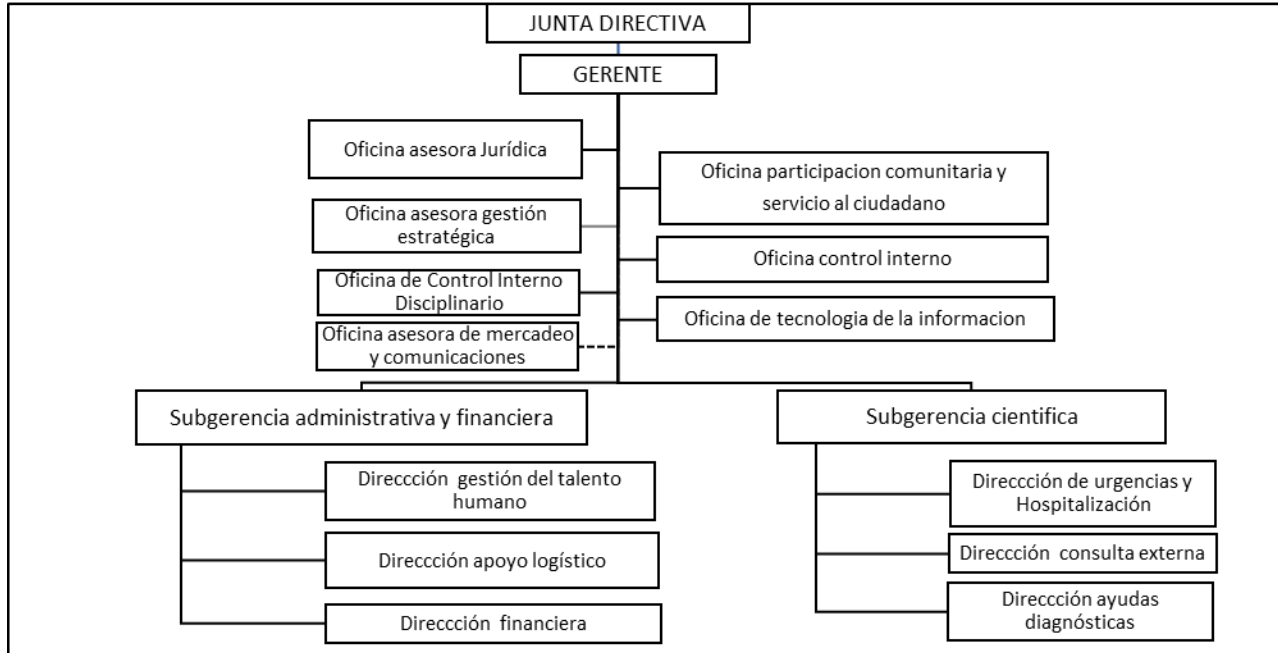 JUNTA DIRECTIVA
GERENTE
Oficina asesora Jurídica
Oficina participacion comunitaria y
servicio al ciudadano
Oficina asesora gestión
estratégica
Oficina control interno
Oficina de Control Interno
Disciplinario
Oficina de tecnologia de la informacion
Oficina asesora de mercadeo
y comunicaciones
Subgerencia administrativa y financiera
Direccción gestión del talento
humano
Direccción apoyo logístico
Direccción financiera
Subgerencia cientifica
Direccción de urgencias y
Hospitalización
Direccción consulta externa
Direccción ayudas
diagnósticas